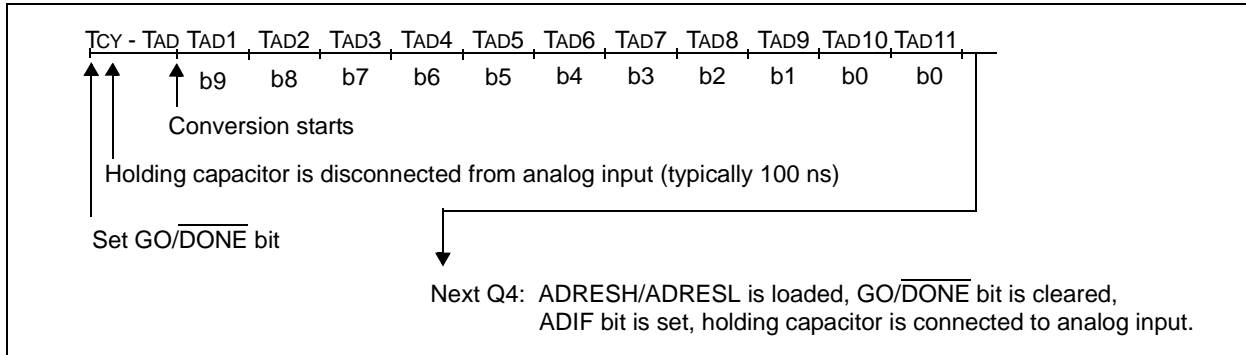 TCY - TAD TAD1 TAD2 TAD3 TAD4 TAD5 TAD6 TAD7 TAD8 TAD9 TAD10 TAD11
b9 b8 b7 b6 b5 b4 b3 b2 b1 b0 b0
Conversion starts
Holding capacitor is disconnected from analog input (typically 100 ns)
Set GO/DONE bit
Next Q4: ADRESH/ADRESL is loaded, GO/DONE bit is cleared,
ADIF bit is set, holding capacitor is connected to analog input.